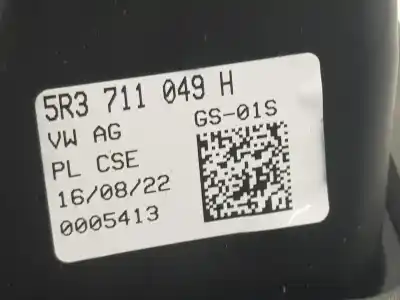 5R3 711 049 H
VW AG
GS-01S
PL CSE
16/08/22
0005413